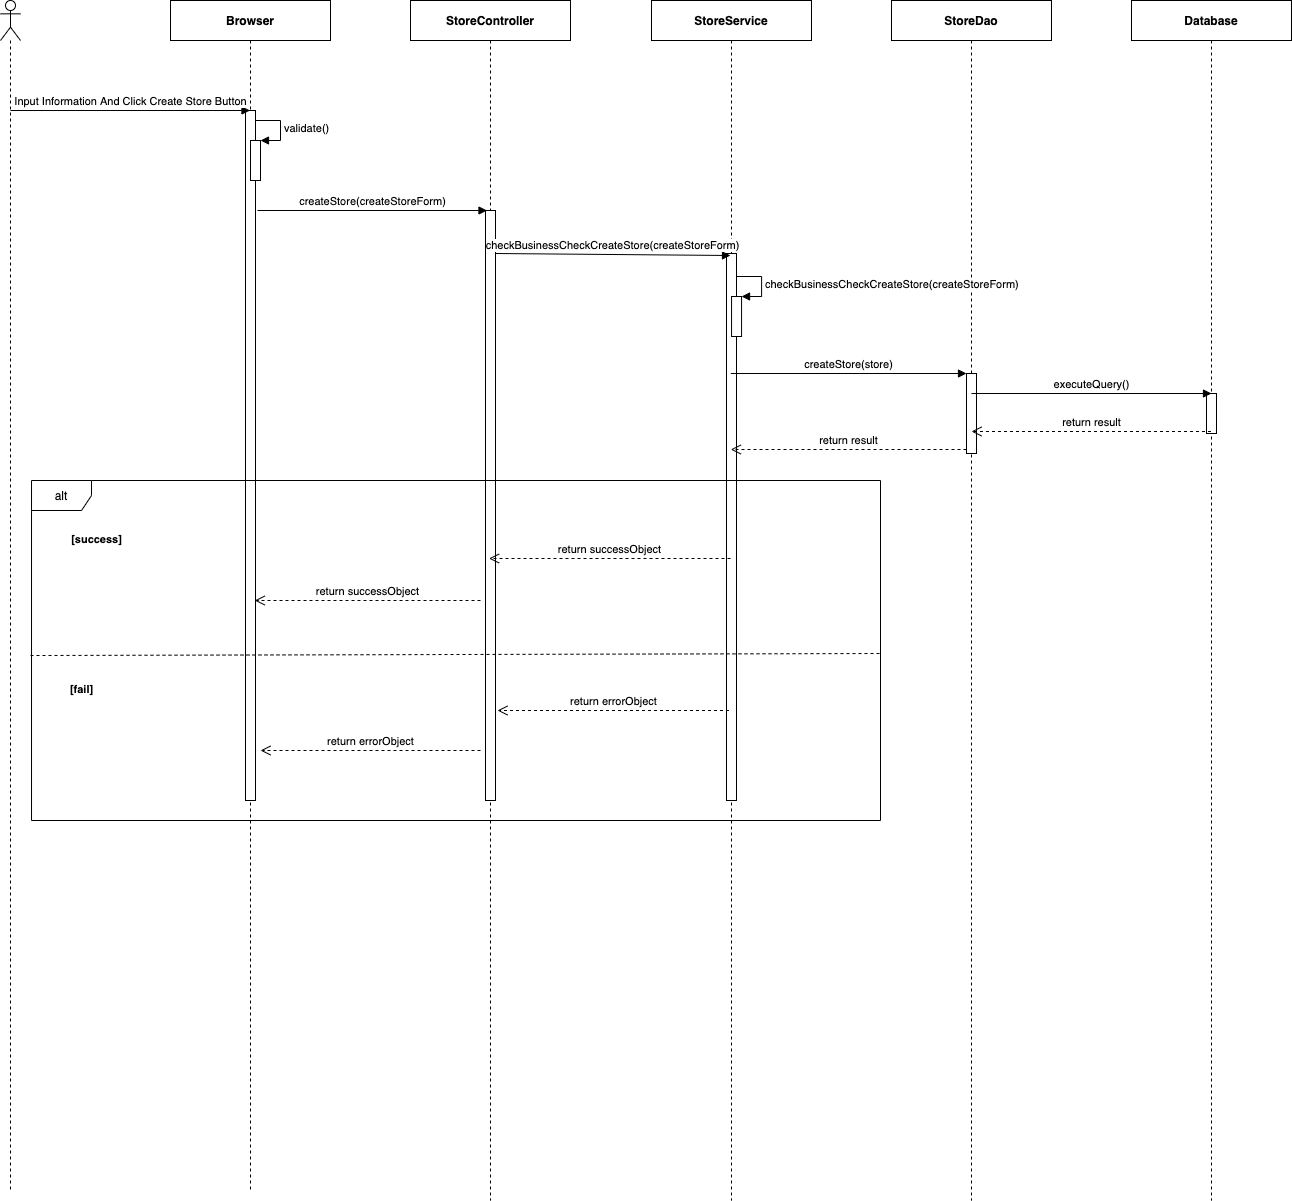 Browser
StoreController
StoreService
StoreDao
Database
Input Information And Click Create Store Button
validate()
createStore(createStoreForm)
checkBusinessCheckCreateStore(createStoreForm)
checkBusinessCheckCreateStore(createStoreForm)
createStore(store)
executeQuery()
return result
return result
alt
[success]
return successObject
return successObject
[fail]
return errorObject
return errorObject